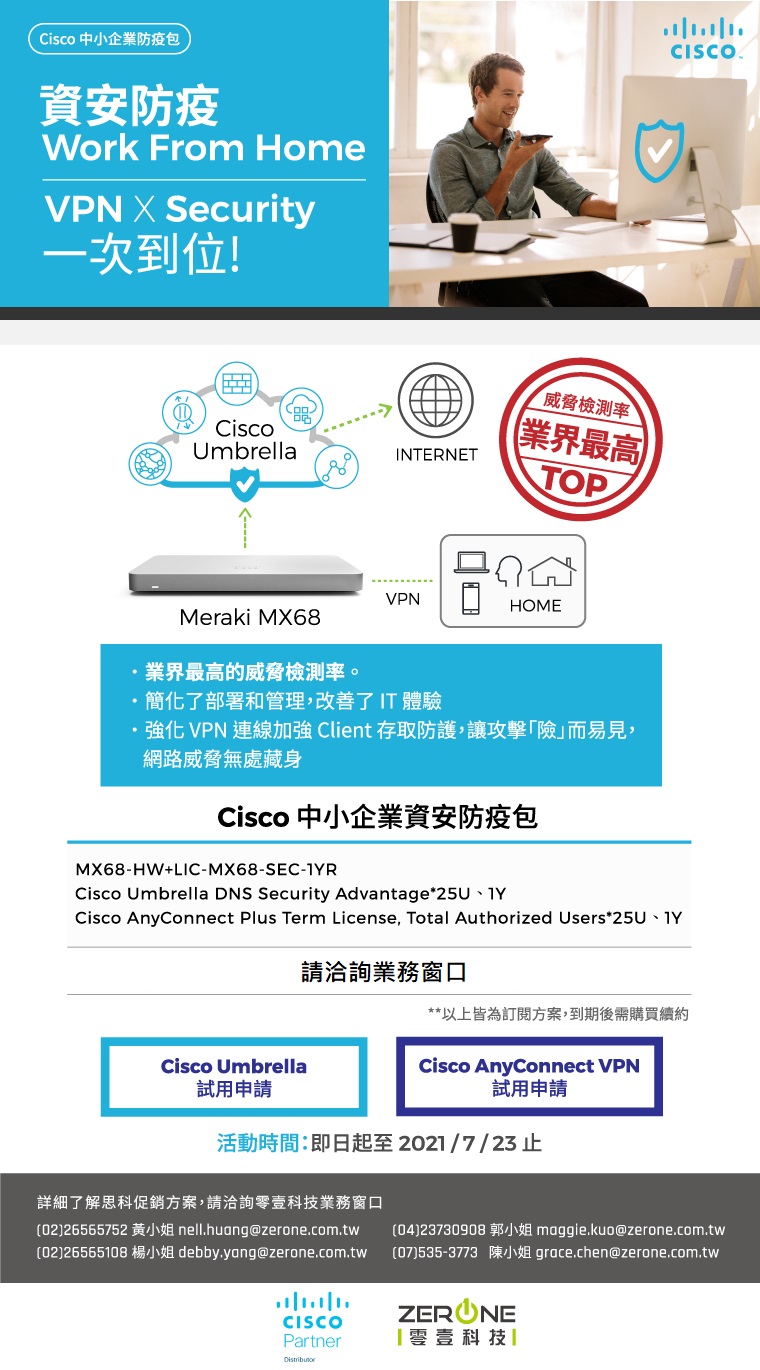 Cisco 中小企業防疫包
CISCO
資安防疫
Work From Home
VPN X Security
一次到位!
Cisco
Umbrella
INTERNET
威脅檢測率
業界最高
TOP
Meraki MX68
VPN
HOME
・業界最高的威脅檢測率。
・簡化了部署和管理,改善了 IT 體驗
・強化 VPN 連線加強 Client 存取防護,讓攻擊「險」而易見,
網路威脅無處藏身
Cisco 中小企業資安防疫包
MX68-HW+LIC-MX68-SEC-1YR
Cisco Umbrella DNS Security Advantage*25U、1Y
Cisco AnyConnect Plus Term License, Total Authorized Users*25U、1Y
請洽詢業務窗口
**以上皆為訂閱方案,到期後需購買續約
Cisco Umbrella
試用申請
Cisco AnyConnect VPN
試用申請
活動時間:即日起至 2021 / 7 / 23 止
詳細了解思科促銷方案,請洽詢零壹科技業務窗口
(02)26565752 黃小姐 nell.huang@zerone.com.tw
(04)23730908 郭小姐 maggie.kuo@zerone.com.tw
(02)26565108 楊小姐 debby.yang@zerone.com.tw
(07)535-3773 陳小姐 grace.chen@zerone.com.tw
CISCO
Partner
Distributor
ZERONE
零壹科技